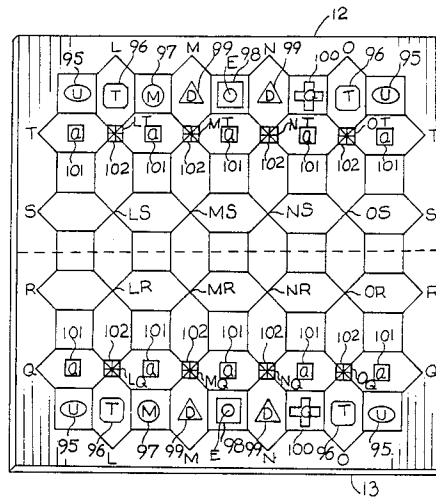 12
L 96 97 M 99 E 98 N 99 100 O 96
95 95
U T M D O D C T U
T a LT a MT a NT a OT a T
101 102 101 102 101 102 101 102 101
S LS MS NS OS S
R LR MR NR OR R
101 102 101 102 101 102 101 102 101
Q a LQ a MQ a NQ a OQ a Q
U T M D O D C T U
95 96 L 97 99 M E 98 99 N 100 96 O 95
13